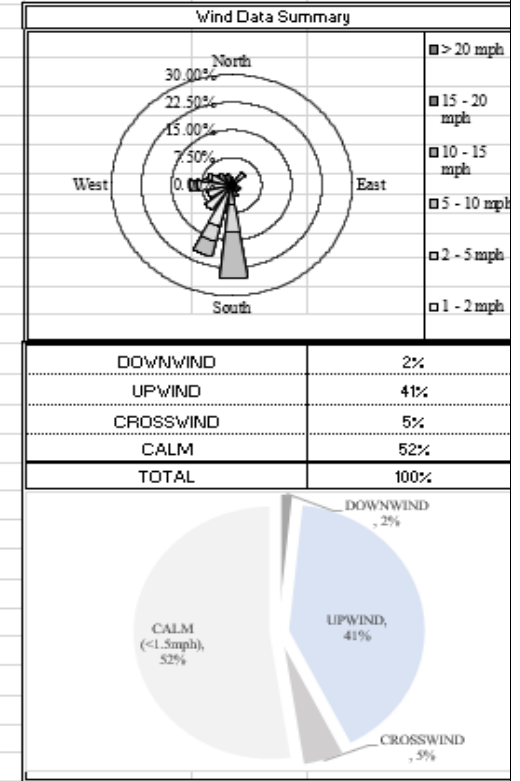 Wind Data Summary
North
30.00%
22.50%
15.00%
7.50%
West
East
South
> 20 mph
15 - 20
mph
10 - 15
mph
5 - 10 mph
2 - 5 mph
1 - 2 mph
DOWNWIND 2%
UPWIND 41%
CROSSWIND 5%
CALM 52%
TOTAL 100%
DOWNWIND
, 2%
UPWIND,
41%
CALM
(<1.5mph),
52%
CROSSWIND
, 5%